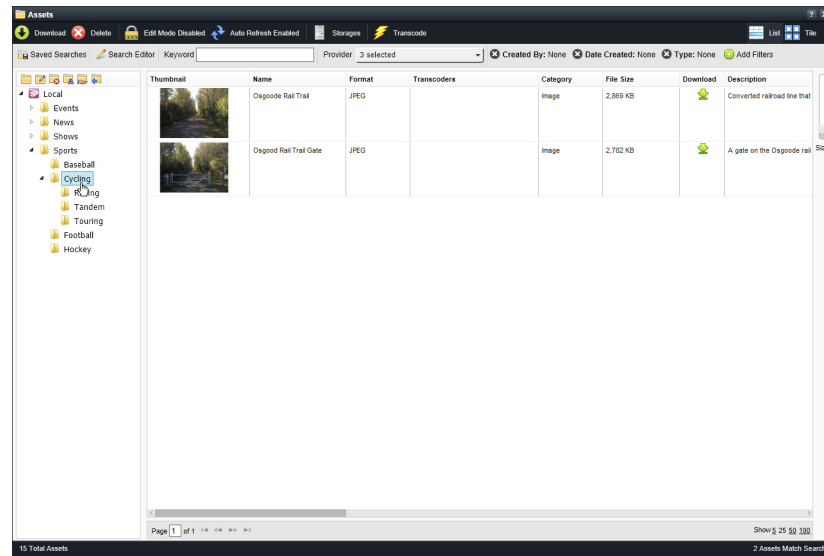 Assets
Download Delete Edit Mode Disabled Auto Refresh Enabled Storages Transcode List Tile
Saved Searches Search Editor Keyword Provider 3 selected Created By: None Date Created: None Type: None Add Filters
Thumbnail Name Format Transcoders Category File Size Download Description
Local
Events
News
Shows
Sports
Baseball
Cycling
Tandem
Touring
Football
Hockey
Osgoode Rail Trail JPEG Image 2,869 KB Converted railroad line that
Osgood Rail Trail Gate JPEG Image 2,782 KB A gate on the Osgoode rail
Page 1 of 1 Show 5 25 50 100
15 Total Assets 2 Assets Match Search